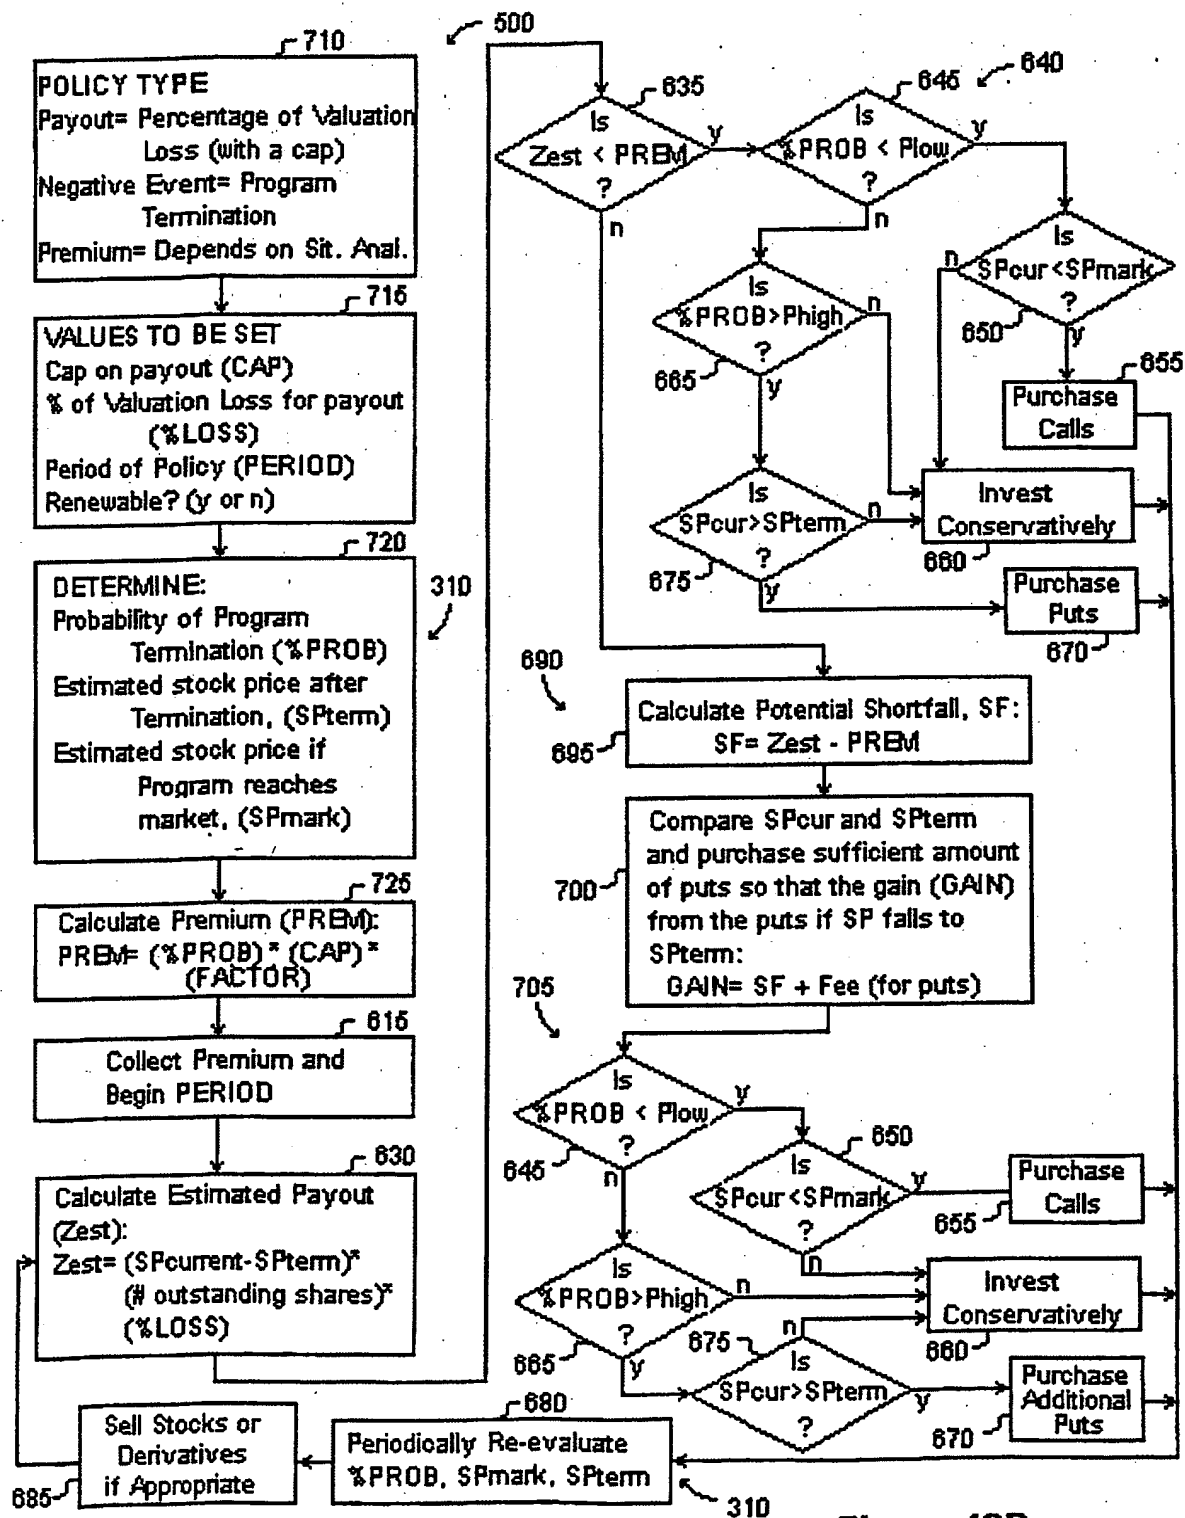 500
710
POLICY TYPE
Payout= Percentage of Valuation
Loss (with a cap)
Negative Event= Program
Termination
Premium= Depends on Sit. Anal.
715
VALUES TO BE SET
Cap on payout (CAP)
% of Valuation Loss for payout
(%LOSS)
Period of Policy (PERIOD)
Renewable? (y or n)
720
310
DETERMINE:
Probability of Program
Termination (%PROB)
Estimated stock price after
Termination, (SPterm)
Estimated stock price if
Program reaches
market, (SPmark)
725
Calculate Premium (PREM):
PREM= (%PROB)* (CAP)*
(FACTOR)
615
Collect Premium and
Begin PERIOD
630
Calculate Estimated Payout
(Zest):
Zest= (SPcurrent-SPterm)*
(# outstanding shares)*
(%LOSS)
635
Is
Zest < PREM
?
y
n
640
645
Is
%PROB < Plow
?
y
n
Is
SPcur<SPmark
?
n
650
y
655
Purchase
Calls
Is
%PROB>Phigh
?
n
665
y
Is
SPcur>SPterm
?
n
675
y
Invest
Conservatively
660
Purchase
Puts
670
690
Calculate Potential Shortfall, SF:
SF= Zest - PREM
695
Compare SPcur and SPterm
and purchase sufficient amount
of puts so that the gain (GAIN)
from the puts if SP falls to
SPterm:
GAIN= SF + Fee (for puts)
700
705
Is
%PROB < Plow
?
y
645
n
650
Is
SPcur<SPmark
?
y
n
Purchase
Calls
655
Is
%PROB>Phigh
?
n
665
y
Invest
Conservatively
660
675
n
Is
SPcur>SPterm
?
y
Purchase
Additional
Puts
670
680
Periodically Re-evaluate
%PROB, SPmark, SPterm
310
Sell Stocks or
Derivatives
if Appropriate
685